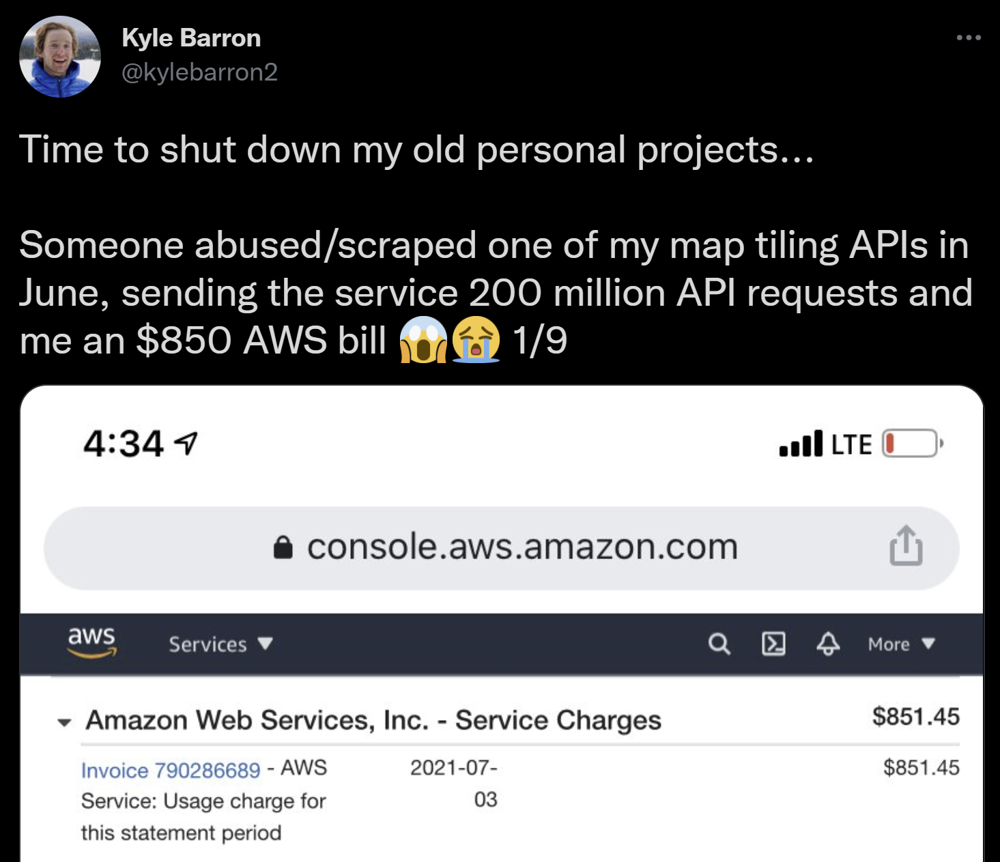 Kyle Barron
@kylebarron2
Time to shut down my old personal projects...
Someone abused/scraped one of my map tiling APIs in
June, sending the service 200 million API requests and
me an $850 AWS bill 😱😭 1/9
4:34
LTE
console.aws.amazon.com
aws Services ▼ More ▼
Amazon Web Services, Inc. - Service Charges $851.45
Invoice 790286689 - AWS 2021-07- $851.45
Service: Usage charge for 03
this statement period